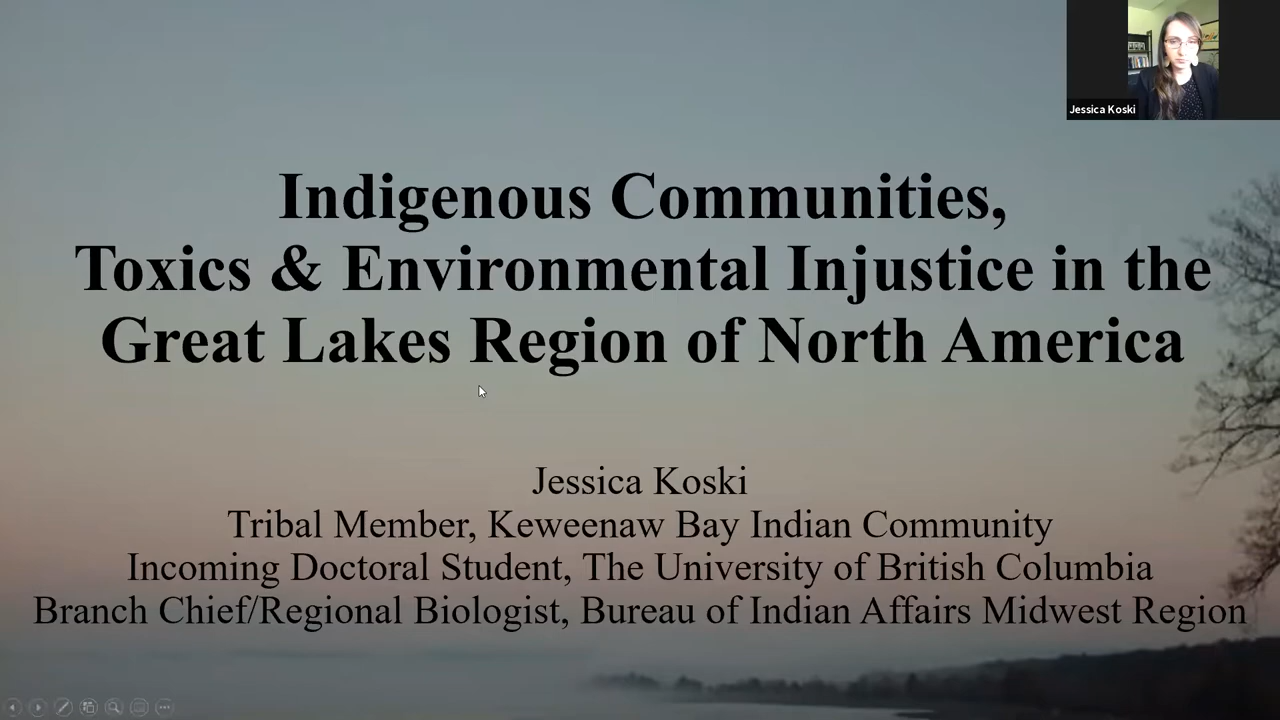 Jessica Koski
Indigenous Communities,
Toxics & Environmental Injustice in the
Great Lakes Region of North America
Jessica Koski
Tribal Member, Keweenaw Bay Indian Community
Incoming Doctoral Student, The University of British Columbia
Branch Chief/Regional Biologist, Bureau of Indian Affairs Midwest Region